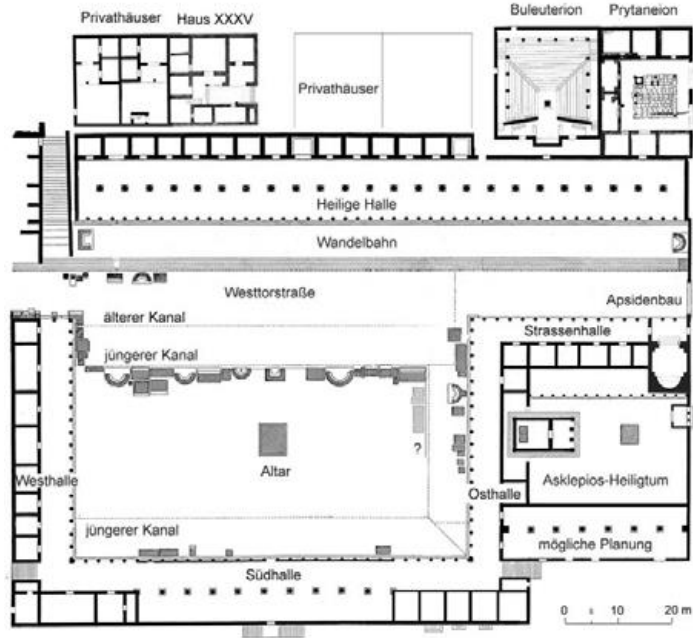 Privathäuser
Haus XXXV
Buleuterion
Prytaneion
Privathäuser
Heilige Halle
Wandelbahn
Westtorstraße
Apsidenbau
älterer Kanal
Strassenhalle
jüngerer Kanal
?
Altar
Westhalle
Osthalle
Asklepios-Heiligtum
jüngerer Kanal
mögliche Planung
Südhalle
0 10 20 m